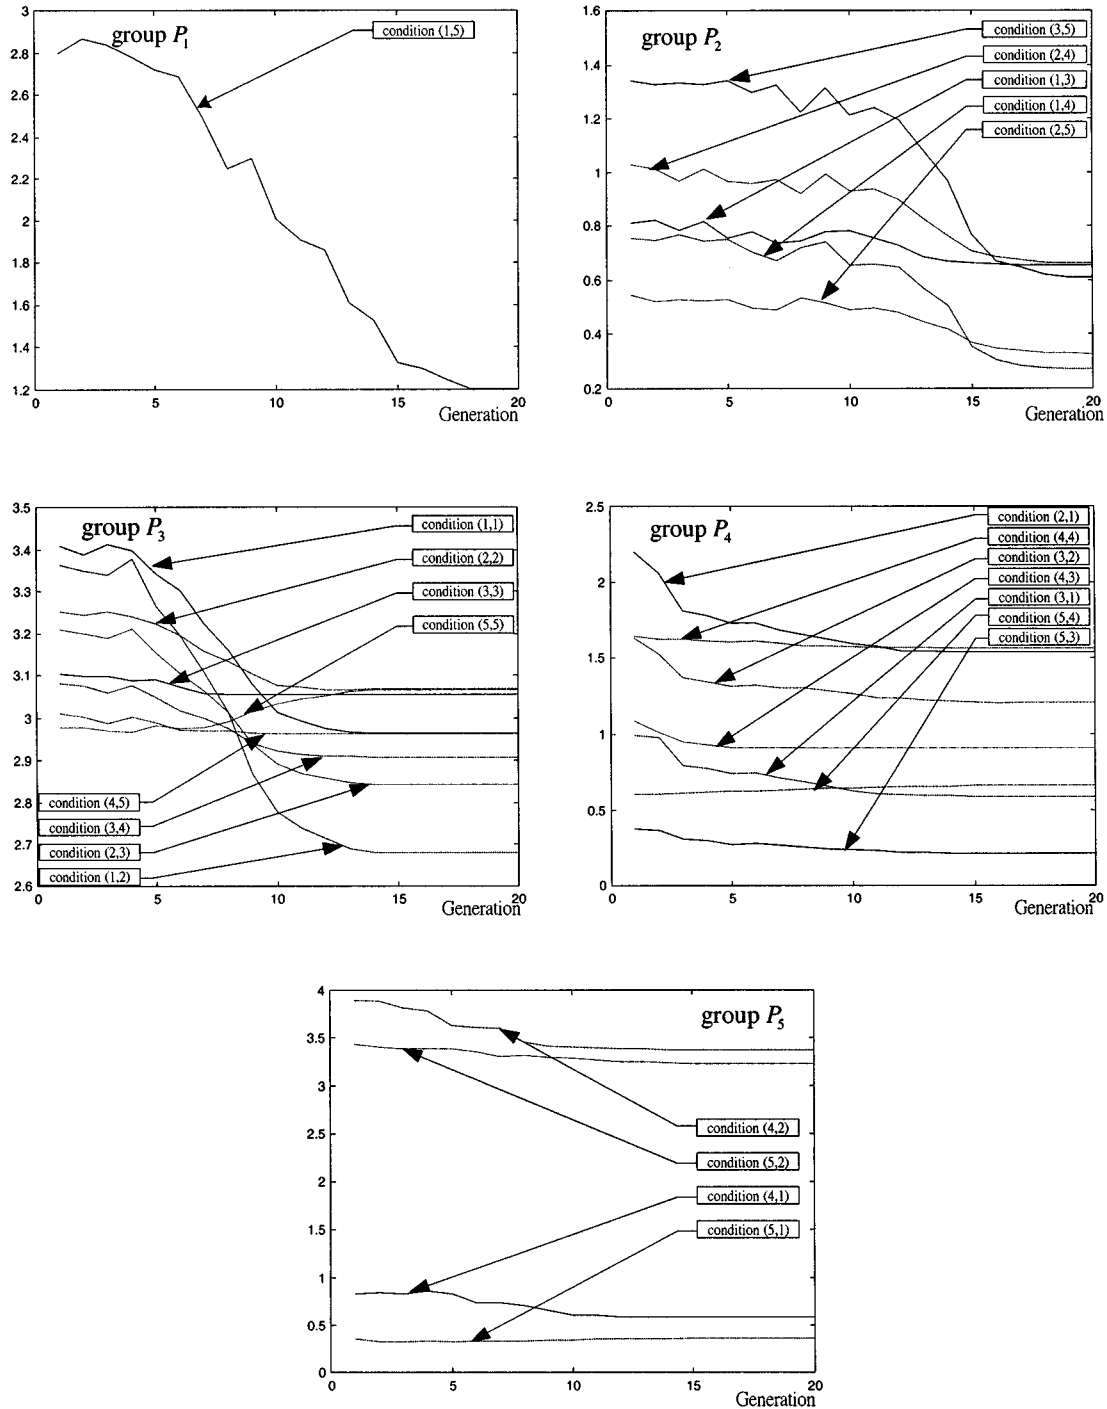 group P1
condition (1,5)
3
2.8
2.6
2.4
2.2
2
1.8
1.6
1.4
1.2
0
5
10
15
20
Generation
group P2
condition (3,5)
condition (2,4)
condition (1,3)
condition (1,4)
condition (2,5)
1.6
1.4
1.2
1
0.8
0.6
0.4
0.2
0
5
10
15
20
Generation
group P3
condition (1,1)
condition (2,2)
condition (3,3)
condition (5,5)
condition (4,5)
condition (3,4)
condition (2,3)
condition (1,2)
3.5
3.4
3.3
3.2
3.1
3
2.9
2.8
2.7
2.6
0
5
10
15
20
Generation
group P4
condition (2,1)
condition (4,4)
condition (3,2)
condition (4,3)
condition (3,1)
condition (5,4)
condition (5,3)
2.5
2
1.5
1
0.5
0
0
5
10
15
20
Generation
group P5
condition (4,2)
condition (5,2)
condition (4,1)
condition (5,1)
4
3.5
3
2.5
2
1.5
1
0.5
0
0
5
10
15
20
Generation